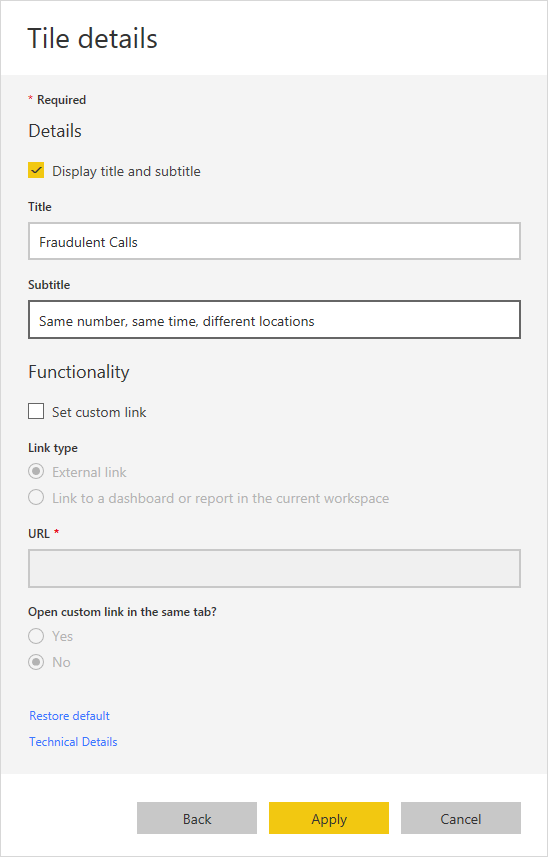 Tile details
* Required
Details
Display title and subtitle
Title
Fraudulent Calls
Subtitle
Same number, same time, different locations
Functionality
Set custom link
Link type
External link
Link to a dashboard or report in the current workspace
URL *
Open custom link in the same tab?
Yes
No
Restore default
Technical Details
Back Apply Cancel